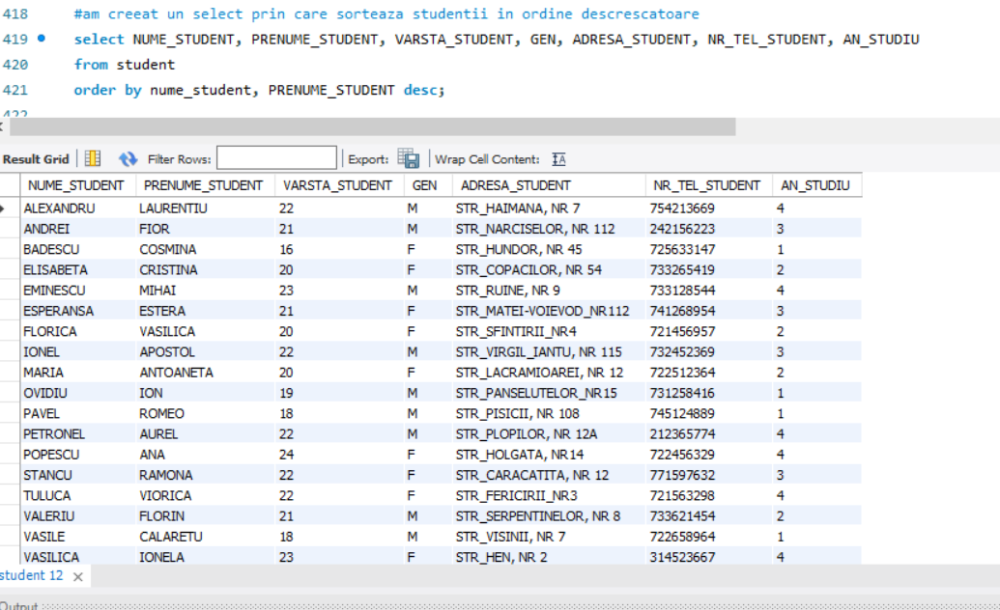 418 #am creeat un select prin care sorteaza studentii in ordine descrescatoare
419 select NUME_STUDENT, PRENUME_STUDENT, VARSTA_STUDENT, GEN, ADRESA_STUDENT, NR_TEL_STUDENT, AN_STUDIU
420 from student
421 order by nume_student, PRENUME_STUDENT desc;
422
Result Grid Filter Rows: Export: Wrap Cell Content:
NUME_STUDENT PRENUME_STUDENT VARSTA_STUDENT GEN ADRESA_STUDENT NR_TEL_STUDENT AN_STUDIU
ALEXANDRU LAURENTIU 22 M STR_HAIMANA, NR 7 754213669 4
ANDREI FIOR 21 M STR_NARCISELOR, NR 112 242156223 3
BADESCU COSMINA 16 F STR_HUNDOR, NR 45 725633147 1
ELISABETA CRISTINA 20 F STR_COPACILOR, NR 54 733265419 2
EMINESCU MIHAI 23 M STR_RUINE, NR 9 733128544 4
ESPERANSA ESTERA 21 F STR_MATEI-VOIEVOD_NR112 741268954 3
FLORICA VASILICA 20 F STR_SFINTIRII_NR4 721456957 2
IONEL APOSTOL 22 M STR_VIRGIL_IANTU, NR 115 732452369 3
MARIA ANTOANETA 20 F STR_LACRAMIOAREI, NR 12 722512364 2
OVIDIU ION 19 M STR_PANSELUTELOR_NR15 731258416 1
PAVEL ROMEO 18 M STR_PISICII, NR 108 745124889 1
PETRONEL AUREL 22 M STR_PLOPILOR, NR 12A 212365774 4
POPESCU ANA 24 F STR_HOLGATA, NR14 722456329 4
STANCU RAMONA 22 F STR_CARACATITA, NR 12 771597632 3
TULUCA VIORICA 22 F STR_FERICIRII_NR3 721563298 4
VALERIU FLORIN 21 M STR_SERPENTINELOR, NR 8 733621454 2
VASILE CALARETU 18 M STR_VISINII, NR 7 722658964 1
VASILICA IONELA 23 F STR_HEN, NR 2 314523667 4
student 12
Output